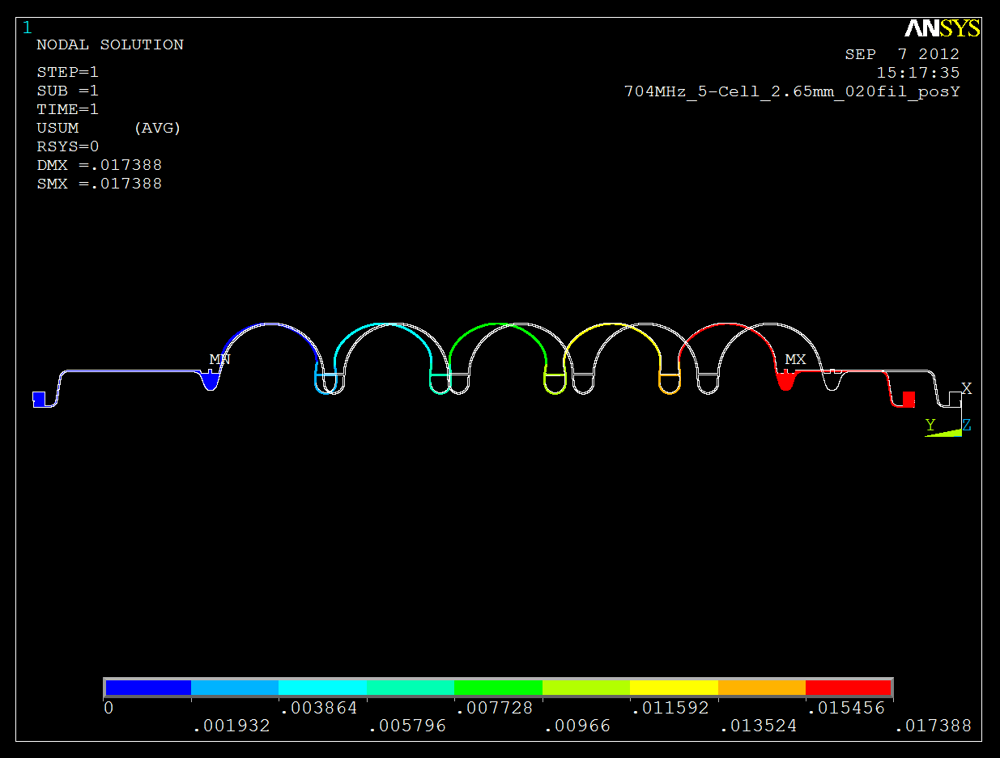 1
ANSYS
NODAL SOLUTION
SEP 7 2012
STEP=1
15:17:35
SUB =1
704MHz_5-Cell_2.65mm_020fil_posY
TIME=1
USUM (AVG)
RSYS=0
DMX =.017388
SMX =.017388
MN
MX
X
Y
Z
0
.003864
.007728
.011592
.015456
.001932
.005796
.00966
.013524
.017388